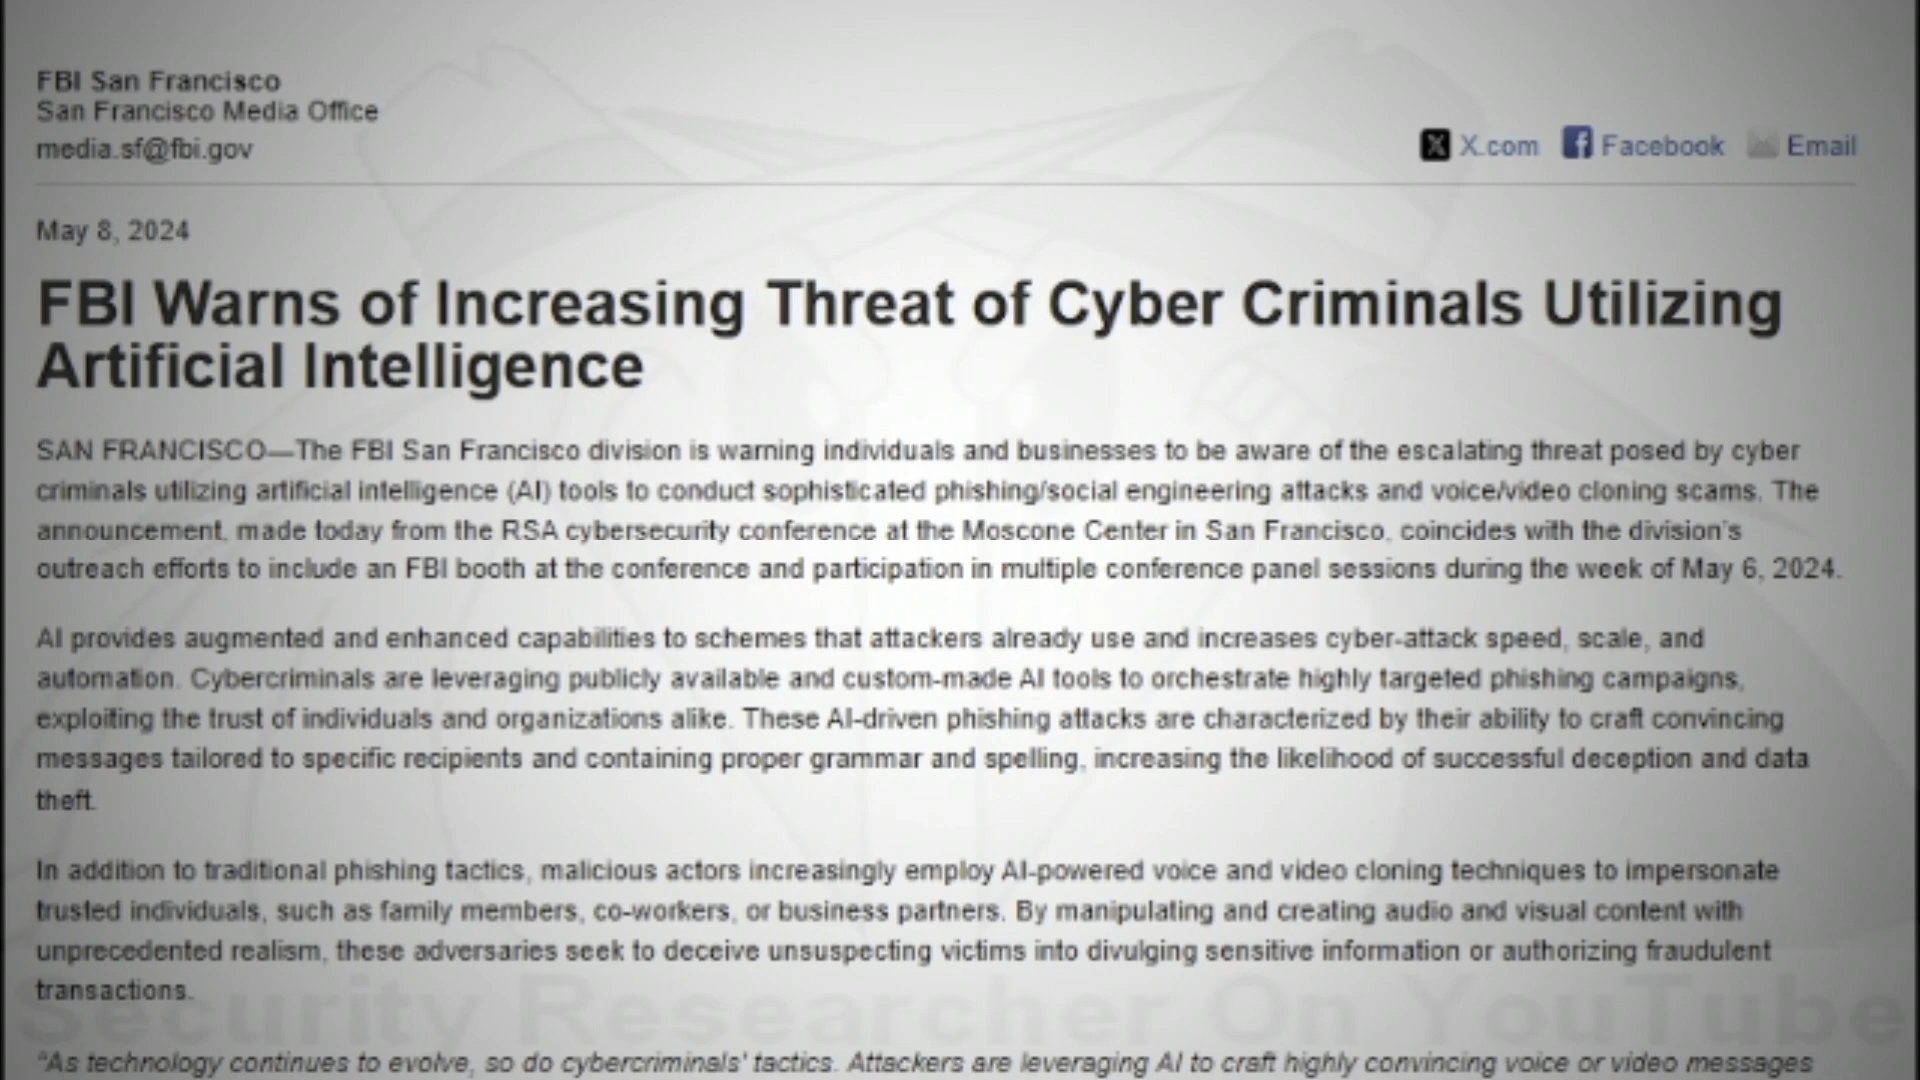 FBI San Francisco
San Francisco Media Office
media.sf@fbi.gov
X.com Facebook Email
May 8, 2024
FBI Warns of Increasing Threat of Cyber Criminals Utilizing
Artificial Intelligence
SAN FRANCISCO—The FBI San Francisco division is warning individuals and businesses to be aware of the escalating threat posed by cyber
criminals utilizing artificial intelligence (AI) tools to conduct sophisticated phishing/social engineering attacks and voice/video cloning scams. The
announcement, made today from the RSA cybersecurity conference at the Moscone Center in San Francisco, coincides with the division's
outreach efforts to include an FBI booth at the conference and participation in multiple conference panel sessions during the week of May 6, 2024.
AI provides augmented and enhanced capabilities to schemes that attackers already use and increases cyber-attack speed, scale, and
automation. Cybercriminals are leveraging publicly available and custom-made AI tools to orchestrate highly targeted phishing campaigns,
exploiting the trust of individuals and organizations alike. These AI-driven phishing attacks are characterized by their ability to craft convincing
messages tailored to specific recipients and containing proper grammar and spelling, increasing the likelihood of successful deception and data
theft.
In addition to traditional phishing tactics, malicious actors increasingly employ AI-powered voice and video cloning techniques to impersonate
trusted individuals, such as family members, co-workers, or business partners. By manipulating and creating audio and visual content with
unprecedented realism, these adversaries seek to deceive unsuspecting victims into divulging sensitive information or authorizing fraudulent
transactions.
Security Researcher On YouTube
"As technology continues to evolve, so do cybercriminals' tactics. Attackers are leveraging AI to craft highly convincing voice or video messages